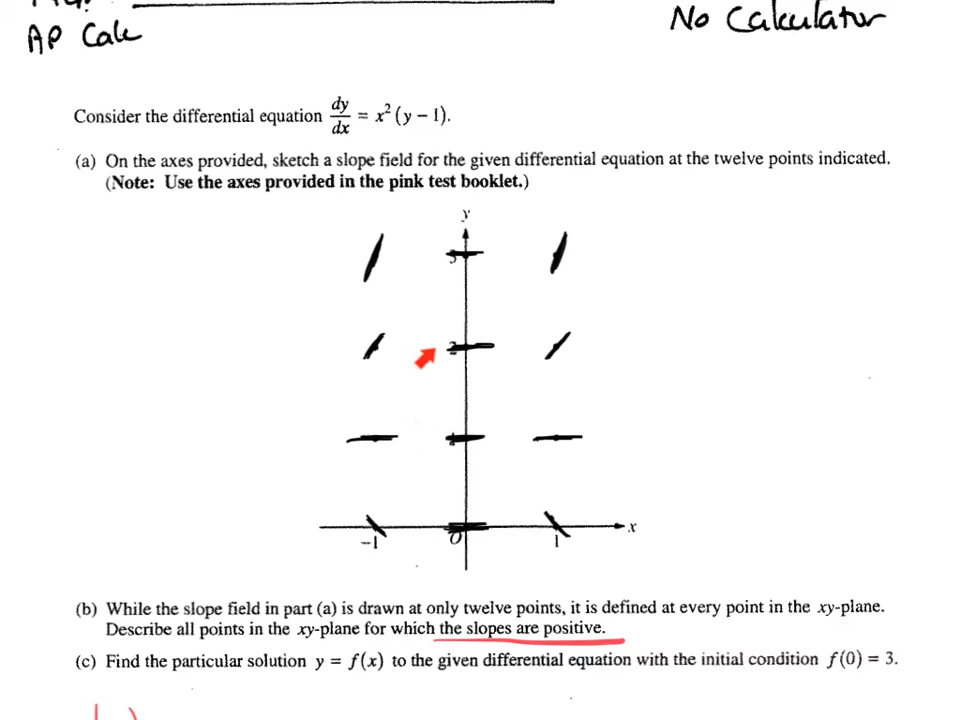 AP Calc
No Calculator
Consider the differential equation dy/dx = x² (y − 1).
(a) On the axes provided, sketch a slope field for the given differential equation at the twelve points indicated.
(Note: Use the axes provided in the pink test booklet.)
y
3
2
1
x
−1
O
1
(b) While the slope field in part (a) is drawn at only twelve points, it is defined at every point in the xy-plane.
Describe all points in the xy-plane for which the slopes are positive.
(c) Find the particular solution y = f(x) to the given differential equation with the initial condition f(0) = 3.